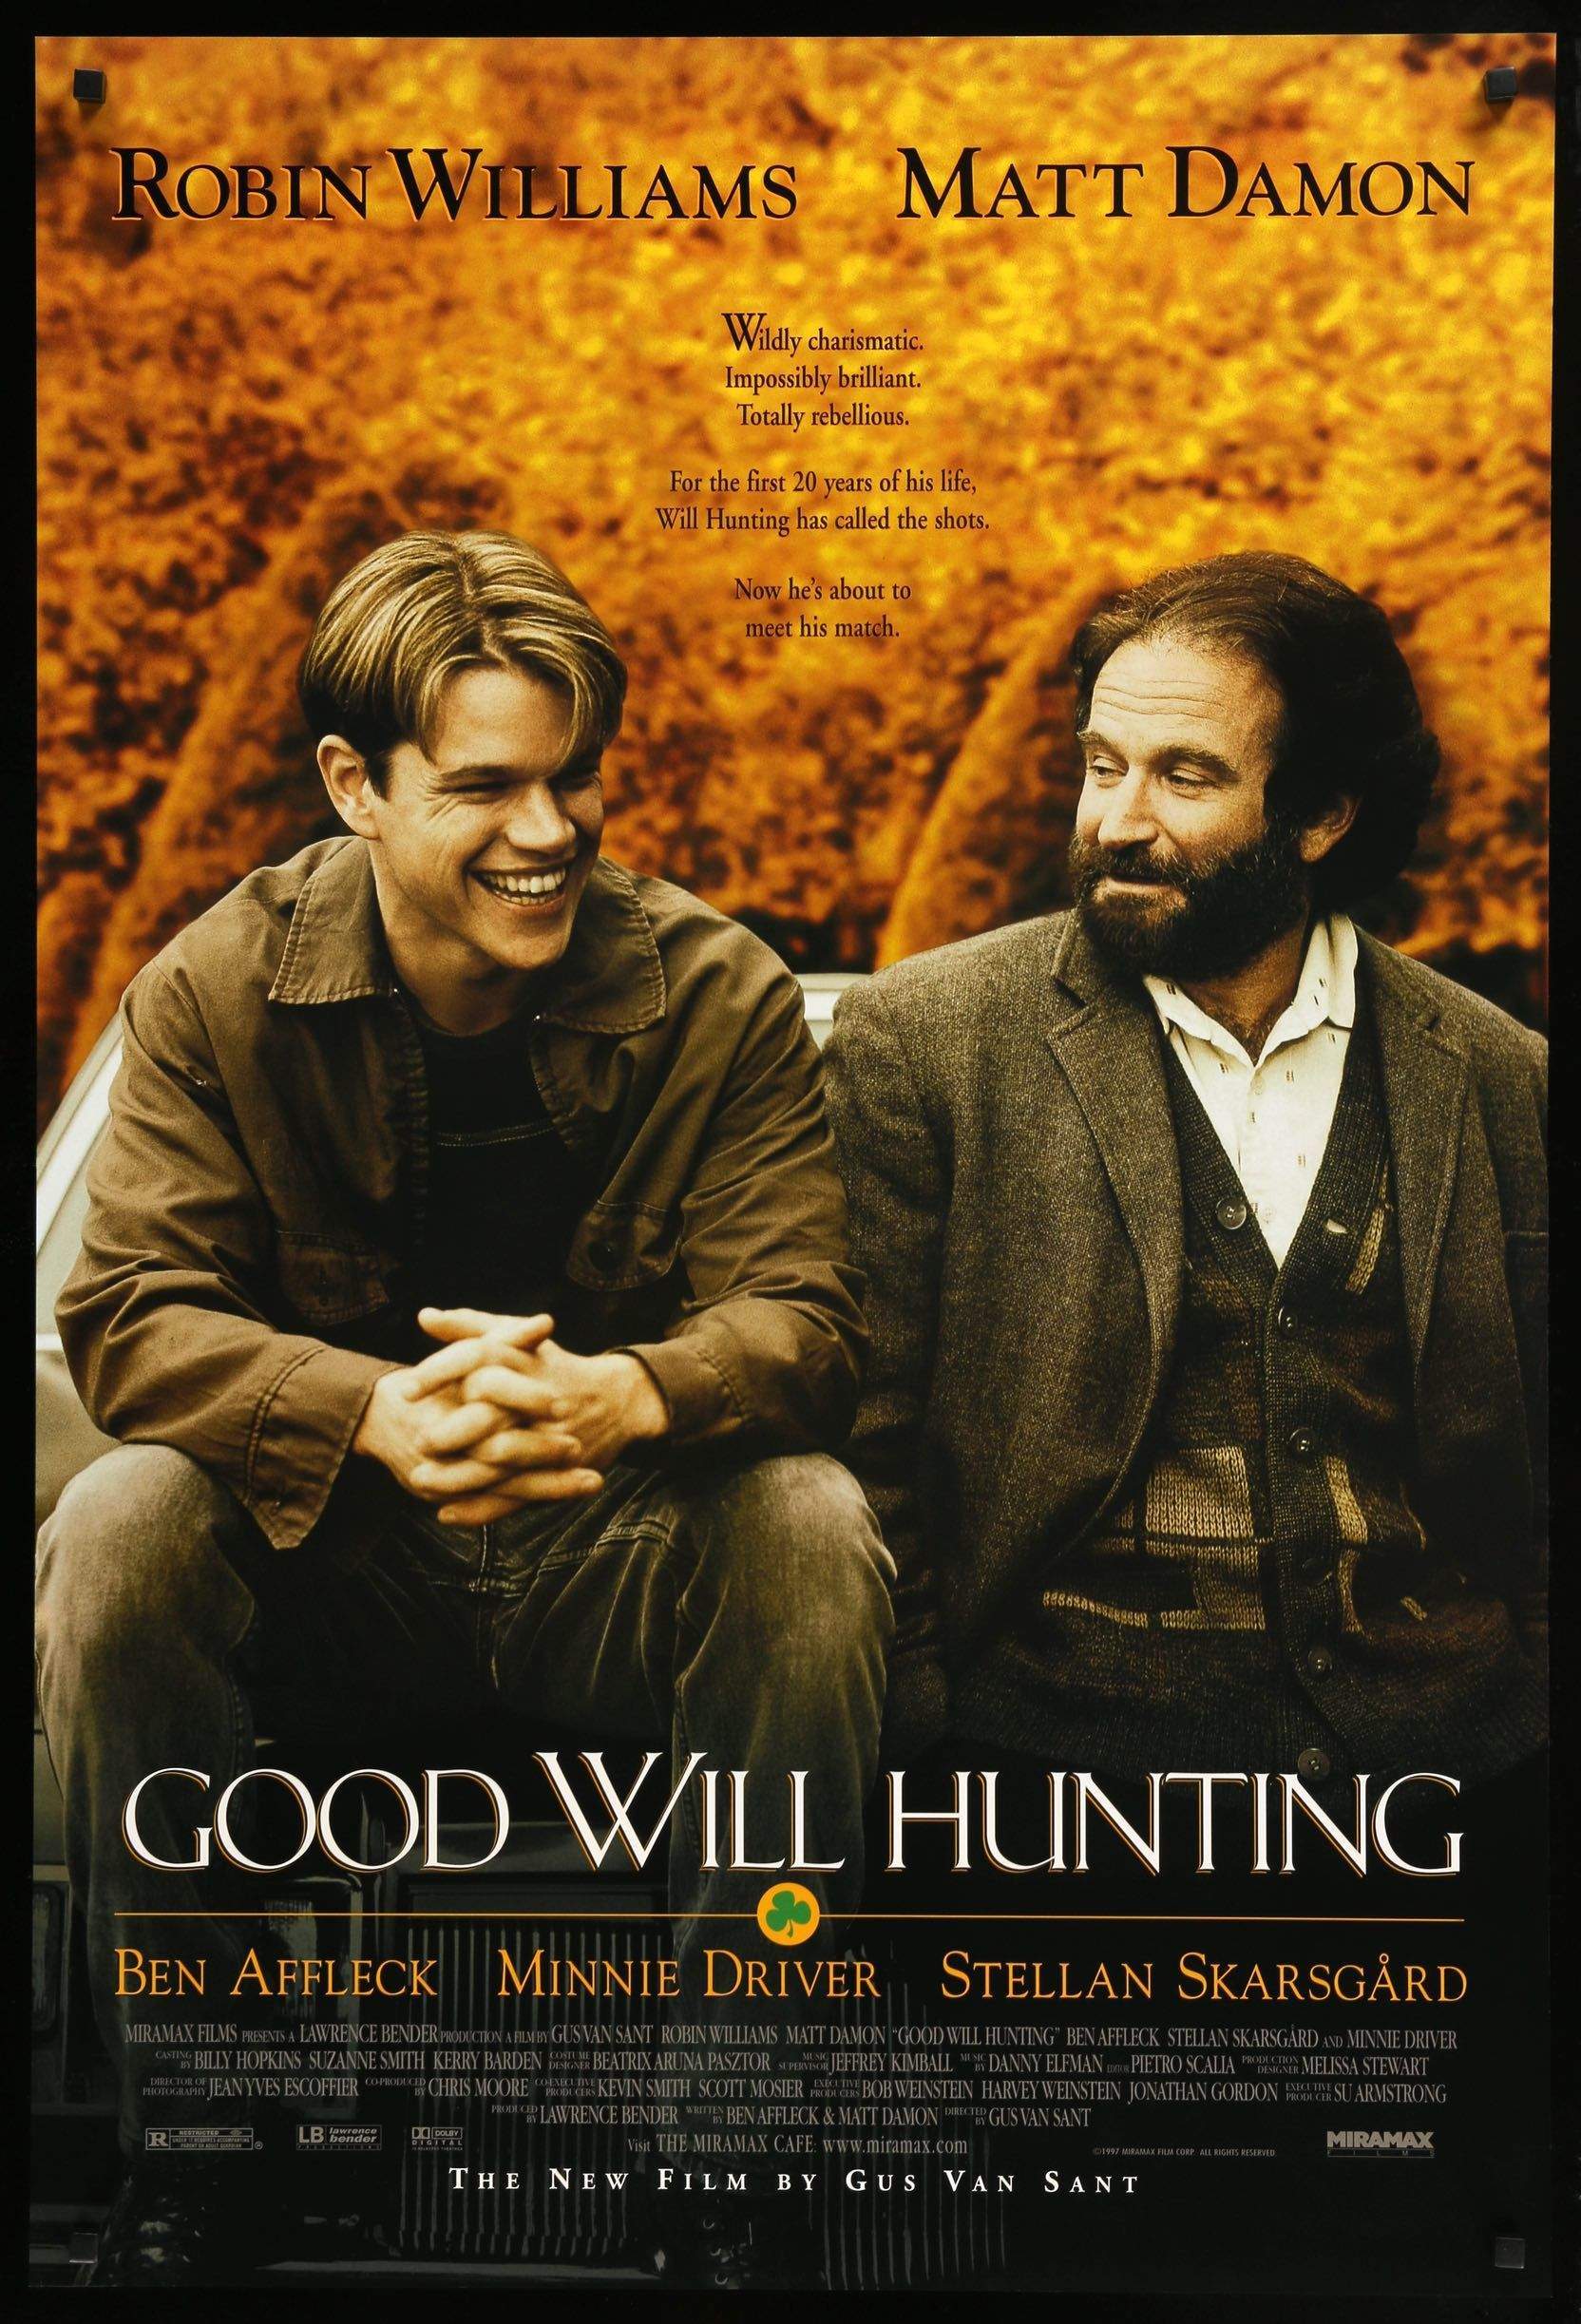 ROBIN WILLIAMS MATT DAMON
Wildly charismatic.
Impossibly brilliant.
Totally rebellious.
For the first 20 years of his life,
Will Hunting has called the shots.
Now he's about to
meet his match.
GOOD WILL HUNTING
BEN AFFLECK MINNIE DRIVER STELLAN SKARSGÅRD
MIRAMAX FILMS PRESENTS A LAWRENCE BENDER PRODUCTION A FILM BY GUS VAN SANT ROBIN WILLIAMS MATT DAMON "GOOD WILL HUNTING" BEN AFFLECK STELLAN SKARSGÅRD AND MINNIE DRIVER
CASTING BY BILLY HOPKINS SUZANNE SMITH KERRY BARDEN COSTUME DESIGNER BEATRIX ARUNA PASZTOR MUSIC SUPERVISOR JEFFREY KIMBALL MUSIC BY DANNY ELFMAN EDITOR PIETRO SCALIA PRODUCTION DESIGNER MELISSA STEWART
DIRECTOR OF PHOTOGRAPHY JEAN YVES ESCOFFIER CO-PRODUCED BY CHRIS MOORE CO-EXECUTIVE PRODUCERS KEVIN SMITH SCOTT MOSIER EXECUTIVE PRODUCERS BOB WEINSTEIN HARVEY WEINSTEIN JONATHAN GORDON EXECUTIVE PRODUCER SU ARMSTRONG
PRODUCED BY LAWRENCE BENDER WRITTEN BY BEN AFFLECK & MATT DAMON DIRECTED BY GUS VAN SANT
R RESTRICTED ® LB lawrence bender PRODUCTIONS DOLBY DIGITAL Visit THE MIRAMAX CAFE: www.miramax.com ©1997 MIRAMAX FILM CORP ALL RIGHTS RESERVED. MIRAMAX FILMS
THE NEW FILM BY GUS VAN SANT